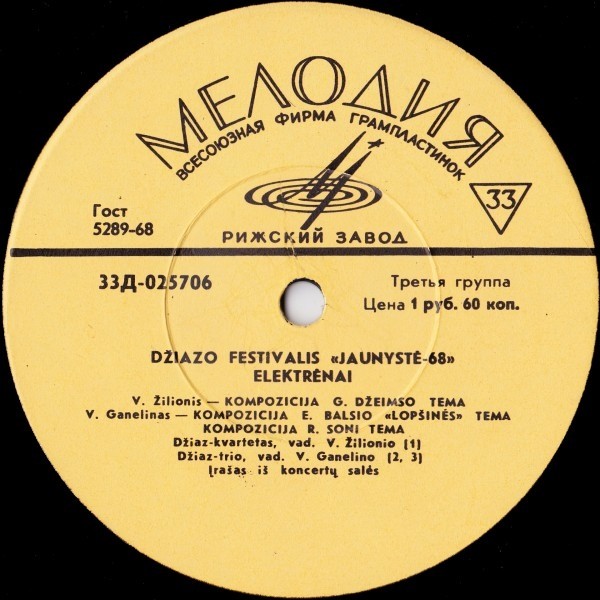 МЕЛОДИЯ
ВСЕСОЮЗНАЯ ФИРМА ГРАМПЛАСТИНОК
33
Гост
5289-68
РИЖСКИЙ ЗАВОД
33Д-025706
Третья группа
Цена 1 руб. 60 коп.
DŽIAZO FESTIVALIS «JAUNYSTĖ-68»
ELEKTRĖNAI
V. Žilionis — KOMPOZICIJA G. DŽEIMSO TEMA
V. Ganelinas — KOMPOZICIJA E. BALSIO «LOPŠINĖS» TEMA
KOMPOZICIJA R. SONI TEMA
Džiaz-kvartetas, vad. V. Žilionio (1)
Džiaz-trio, vad. V. Ganelino (2, 3)
Įrašas iš koncertų salės